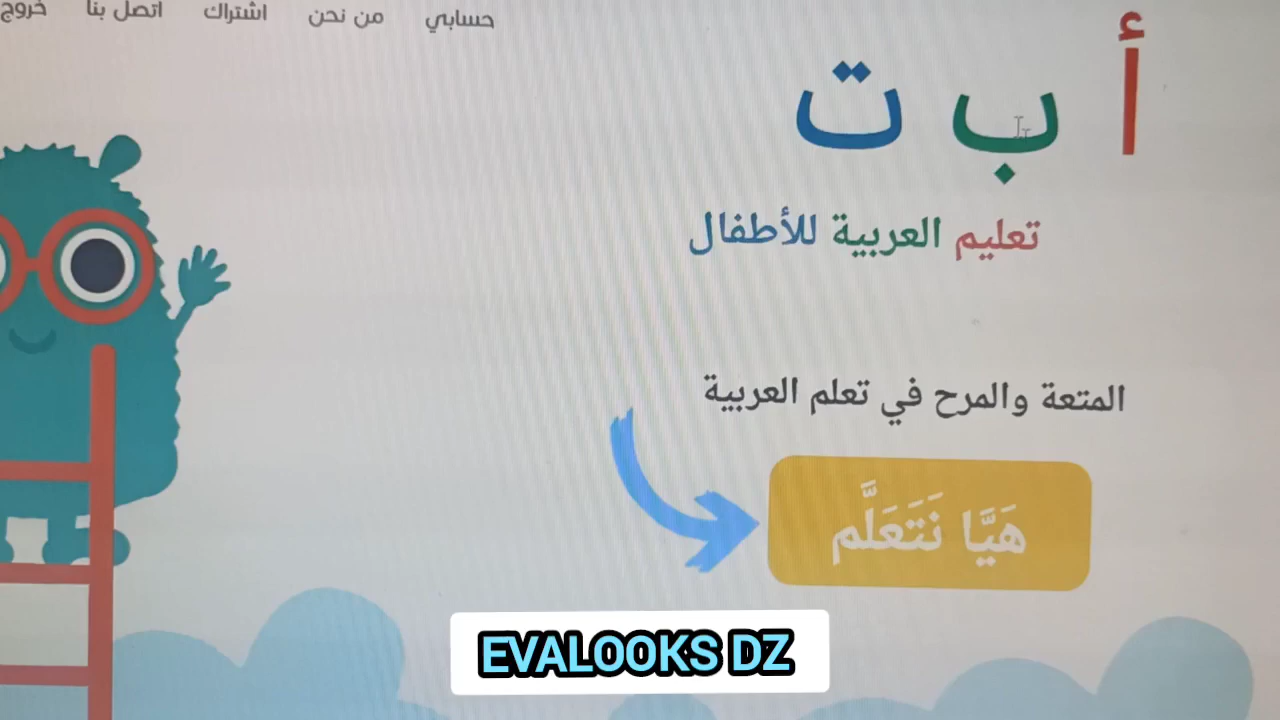 حسابي من نحن اشتراك اتصل بنا خروج
أ ب ت
تعليم العربية للأطفال
المتعة والمرح في تعلم العربية
هَيَّا نَتَعَلَّم
EVALOOKS DZ